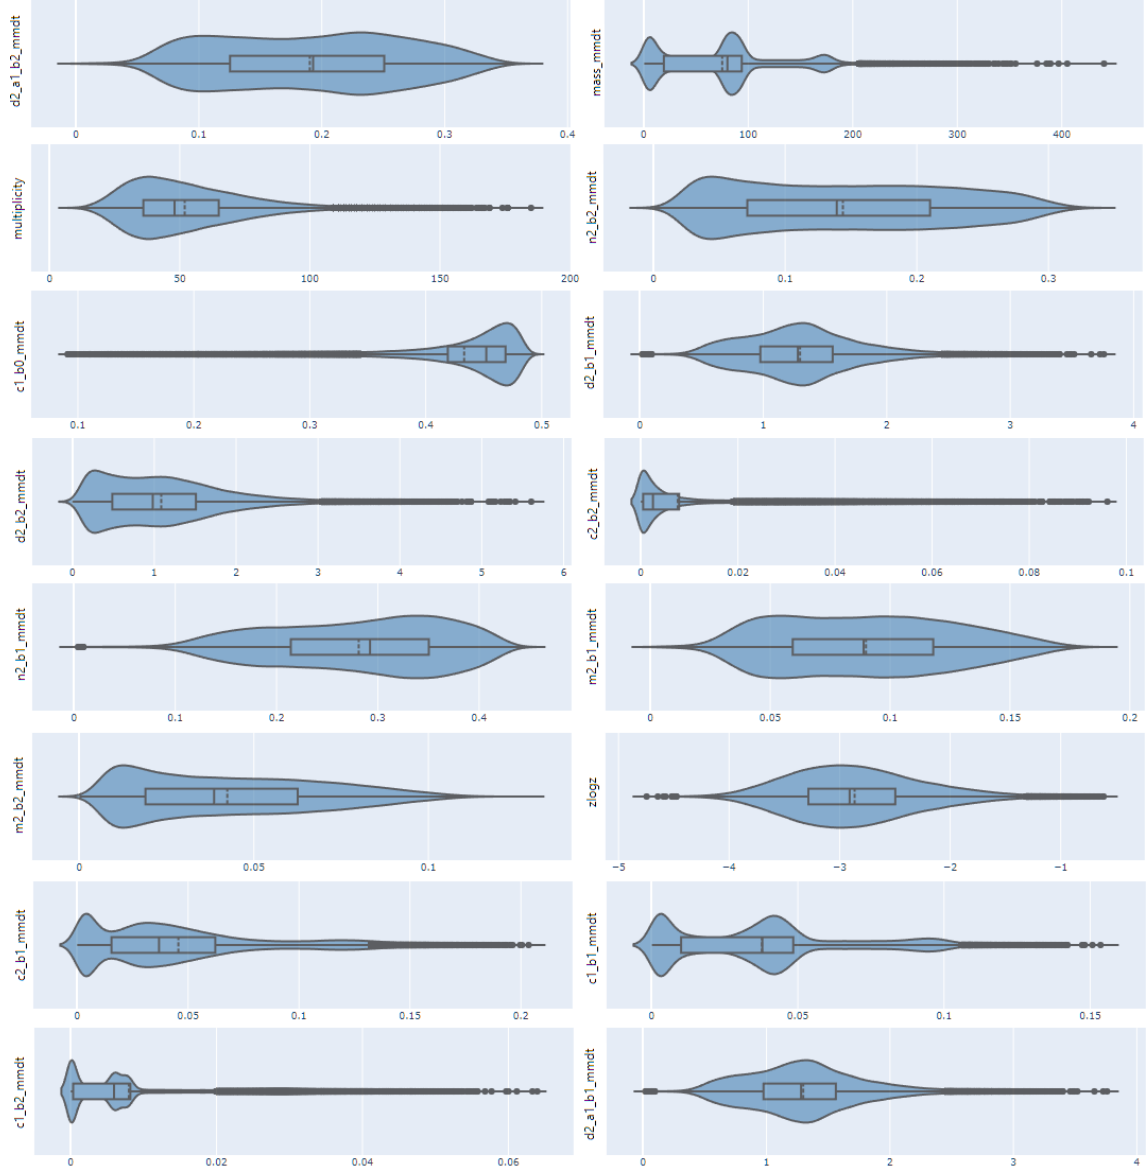 d2_a1_b2_mmdt
0 0.1 0.2 0.3 0.4
mass_mmdt
0 100 200 300 400
multiplicity
0 50 100 150 200
n2_b2_mmdt
0 0.1 0.2 0.3
c1_b0_mmdt
0.1 0.2 0.3 0.4 0.5
d2_b1_mmdt
0 1 2 3 4
d2_b2_mmdt
0 1 2 3 4 5 6
c2_b2_mmdt
0 0.02 0.04 0.06 0.08 0.1
n2_b1_mmdt
0 0.1 0.2 0.3 0.4
m2_b1_mmdt
0 0.05 0.1 0.15 0.2
m2_b2_mmdt
0 0.05 0.1
zlogz
−5 −4 −3 −2 −1
c2_b1_mmdt
0 0.05 0.1 0.15 0.2
c1_b1_mmdt
0 0.05 0.1 0.15
c1_b2_mmdt
0 0.02 0.04 0.06
d2_a1_b1_mmdt
0 1 2 3 4